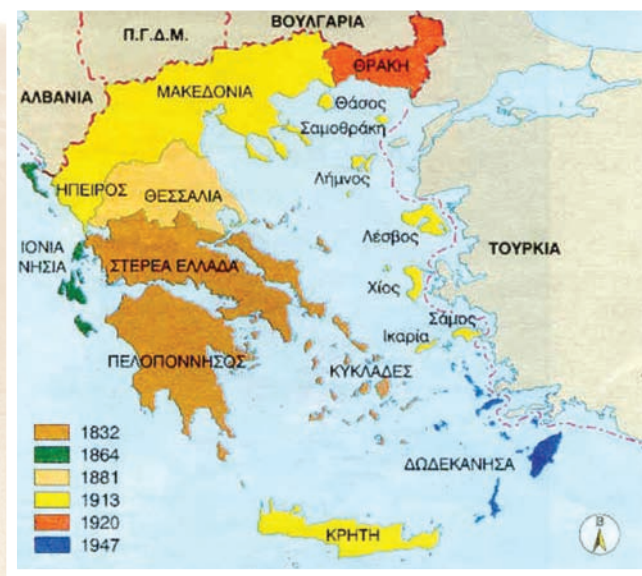 ΒΟΥΛΓΑΡΙΑ
Π.Γ.Δ.Μ.
ΘΡΑΚΗ
ΑΛΒΑΝΙΑ
ΜΑΚΕΔΟΝΙΑ
Θάσος
Σαμοθράκη
Λήμνος
ΗΠΕΙΡΟΣ
ΘΕΣΣΑΛΙΑ
Λέσβος
ΤΟΥΡΚΙΑ
ΙΟΝΙΑ
ΝΗΣΙΑ
ΣΤΕΡΕΑ ΕΛΛΑΔΑ
Χίος
Σάμος
Ικαρία
ΠΕΛΟΠΟΝΝΗΣΟΣ
ΚΥΚΛΑΔΕΣ
1832
1864
1881
1913
1920
1947
ΔΩΔΕΚΑΝΗΣΑ
ΚΡΗΤΗ
Β